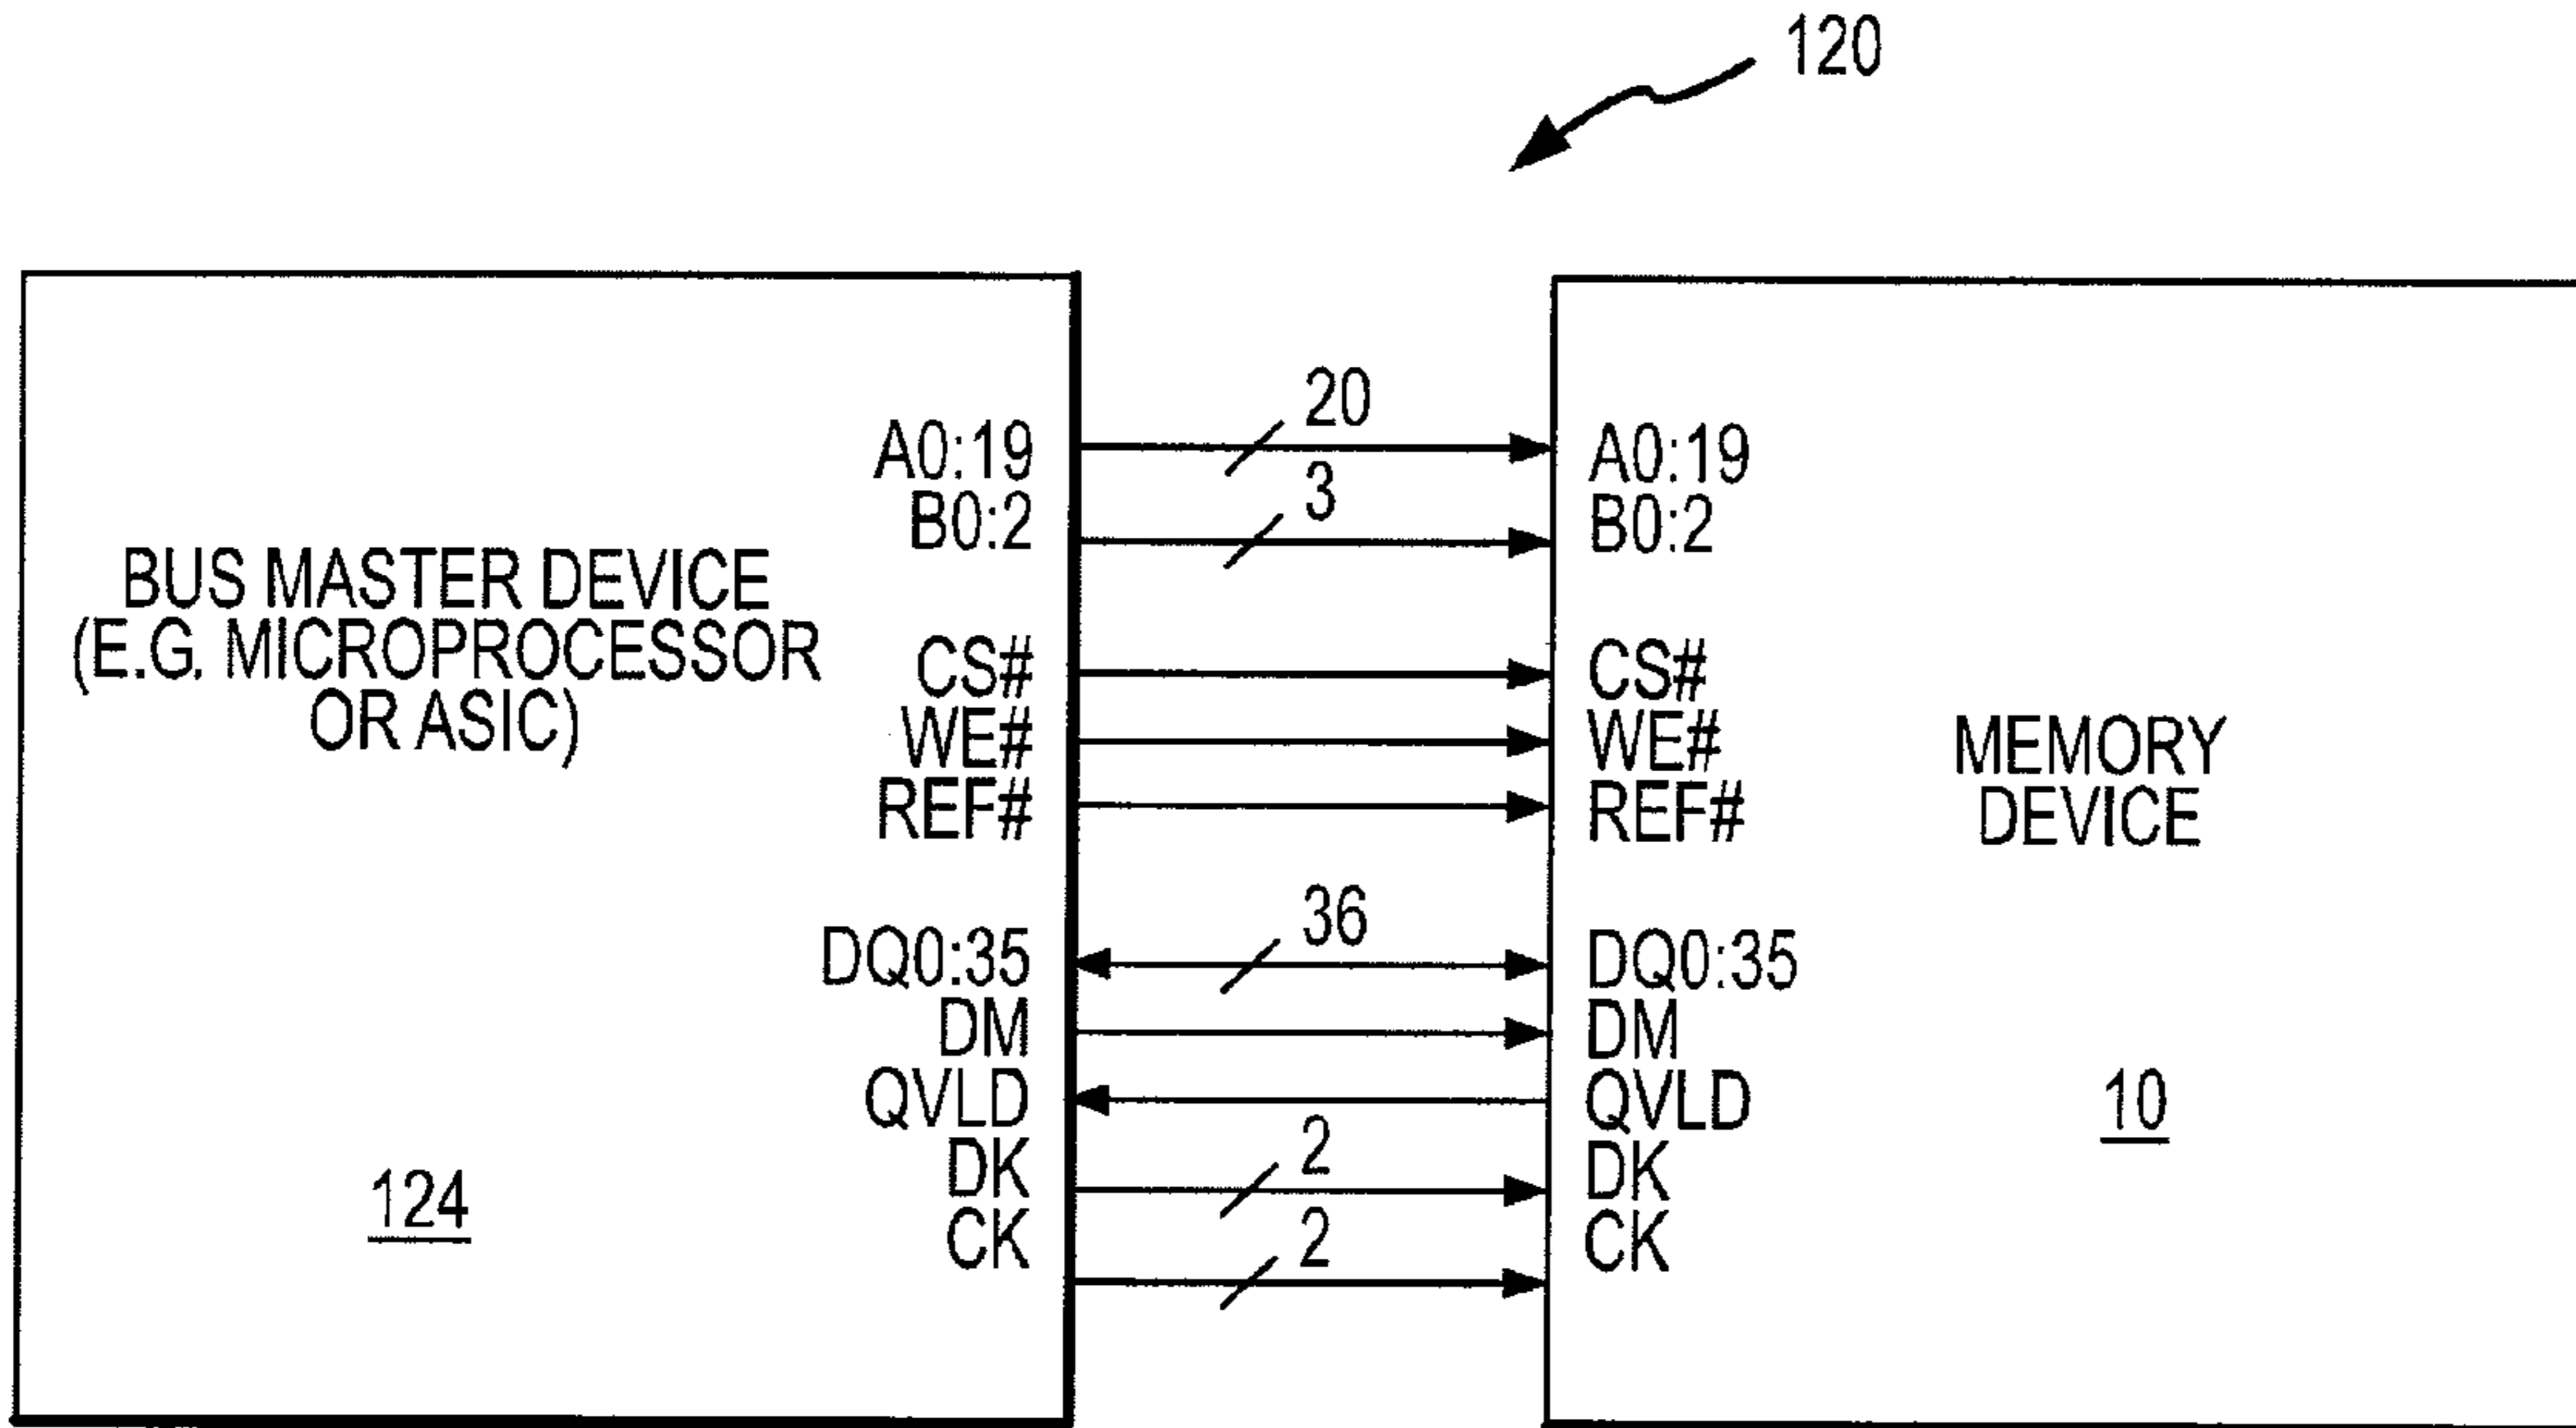 120
20
A0:19
A0:19
3
B0:2
B0:2
BUS MASTER DEVICE
(E.G. MICROPROCESSOR
OR ASIC)
CS#
CS#
WE#
WE#
REF#
REF#
MEMORY
DEVICE
36
DQ0:35
DQ0:35
DM
DM
QVLD
QVLD
10
2
DK
DK
124
2
CK
CK